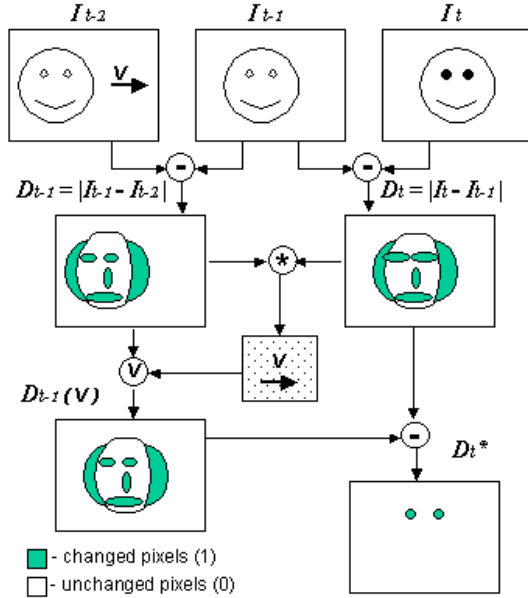 I t-2
I t-1
I t
V
-
-
Dt-1 = |It-1 - It-2|
Dt = |It - It-1|
*
V
V
Dt-1 (V)
-
Dt*
- changed pixels (1)
- unchanged pixels (0)